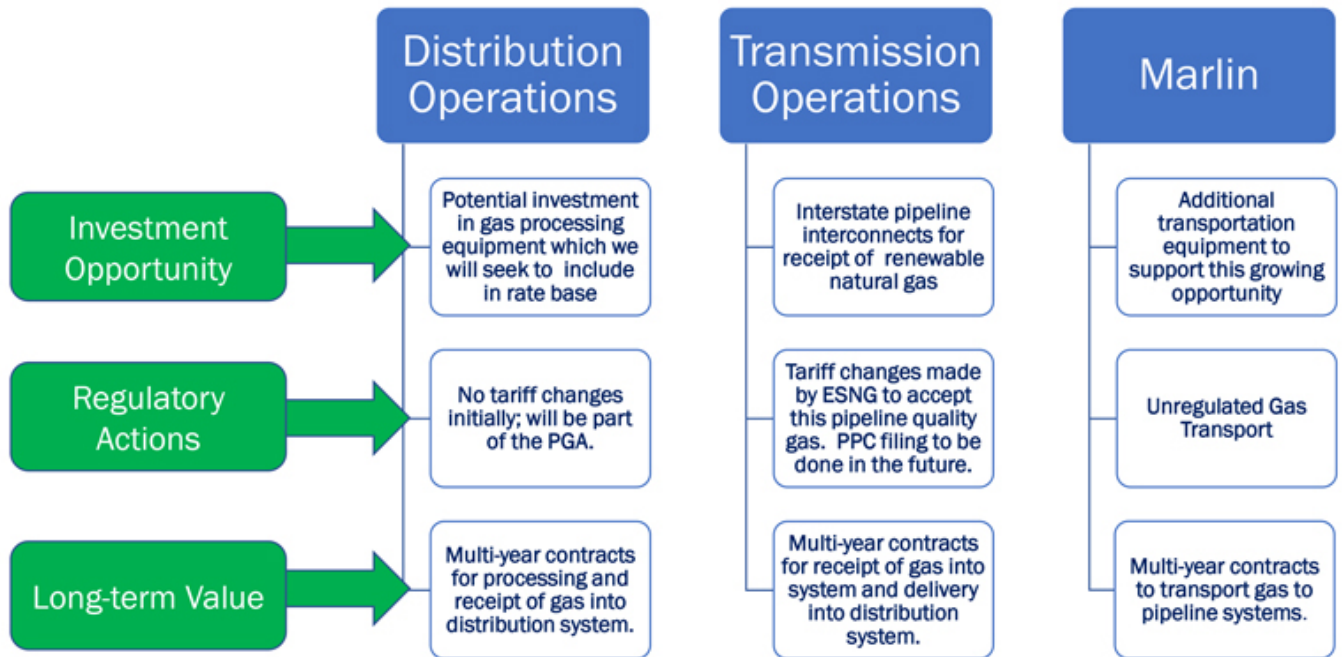 Distribution
Operations
Transmission
Operations
Marlin
Investment
Opportunity
Potential investment
in gas processing
equipment which we
will seek to include
in rate base
Interstate pipeline
interconnects for
receipt of renewable
natural gas
Additional
transportation
equipment to
support this growing
opportunity
Regulatory
Actions
No tariff changes
initially; will be part
of the PGA.
Tariff changes made
by ESNG to accept
this pipeline quality
gas. PPC filing to be
done in the future.
Unregulated Gas
Transport
Long-term Value
Multi-year contracts
for processing and
receipt of gas into
distribution system.
Multi-year contracts
for receipt of gas into
system and delivery
into distribution
system.
Multi-year contracts
to transport gas to
pipeline systems.